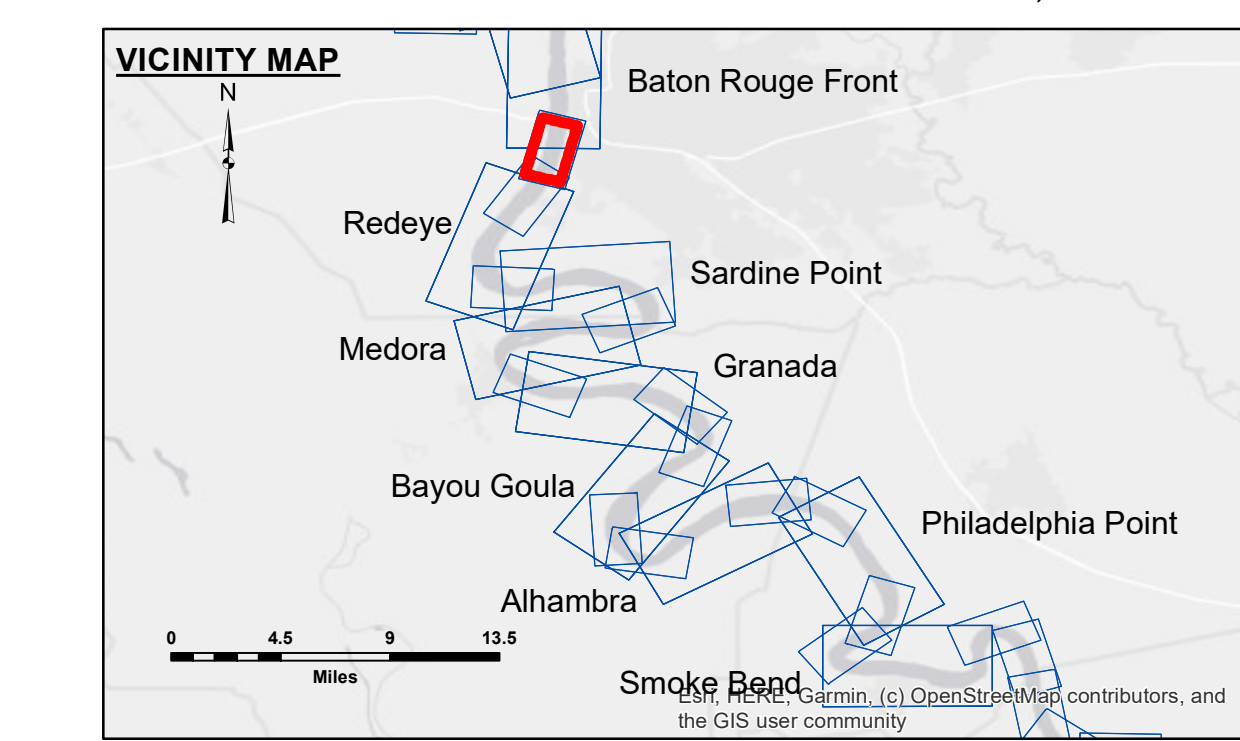 VICINITY MAP
N
Baton Rouge Front
Redeye
Sardine Point
Medora
Granada
Bayou Goula
Philadelphia Point
Alhambra
0 4.5 9 13.5
Miles
Smoke Bend
Esri, HERE, Garmin, (c) OpenStreetMap contributors, and
the GIS user community